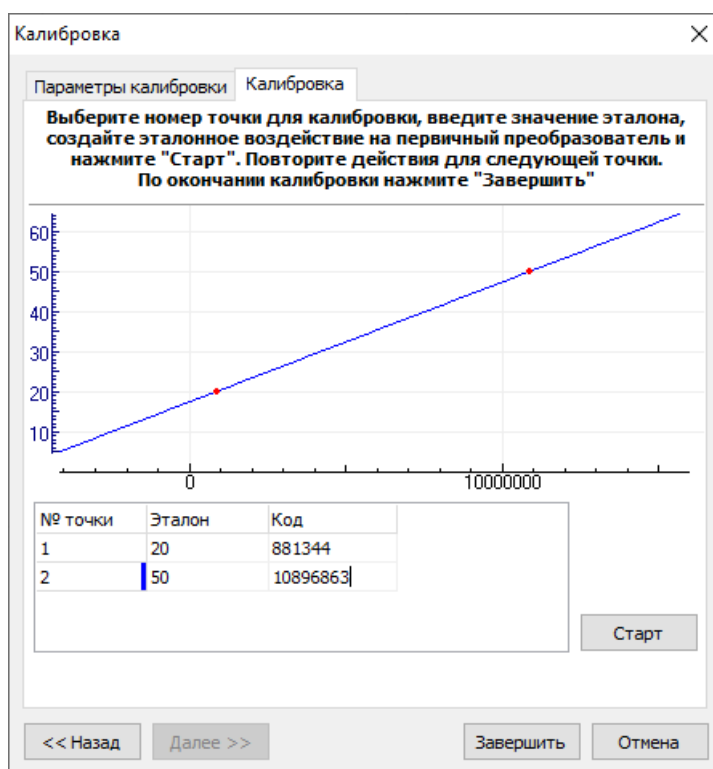 Калибровка
Параметры калибровки Калибровка
Выберите номер точки для калибровки, введите значение эталона,
создайте эталонное воздействие на первичный преобразователь и
нажмите "Старт". Повторите действия для следующей точки.
По окончании калибровки нажмите "Завершить"
60
50
40
30
20
10
0 10000000
№ точки Эталон Код
1 20 881344
2 50 10896863
Старт
<< Назад Далее >> Завершить Отмена